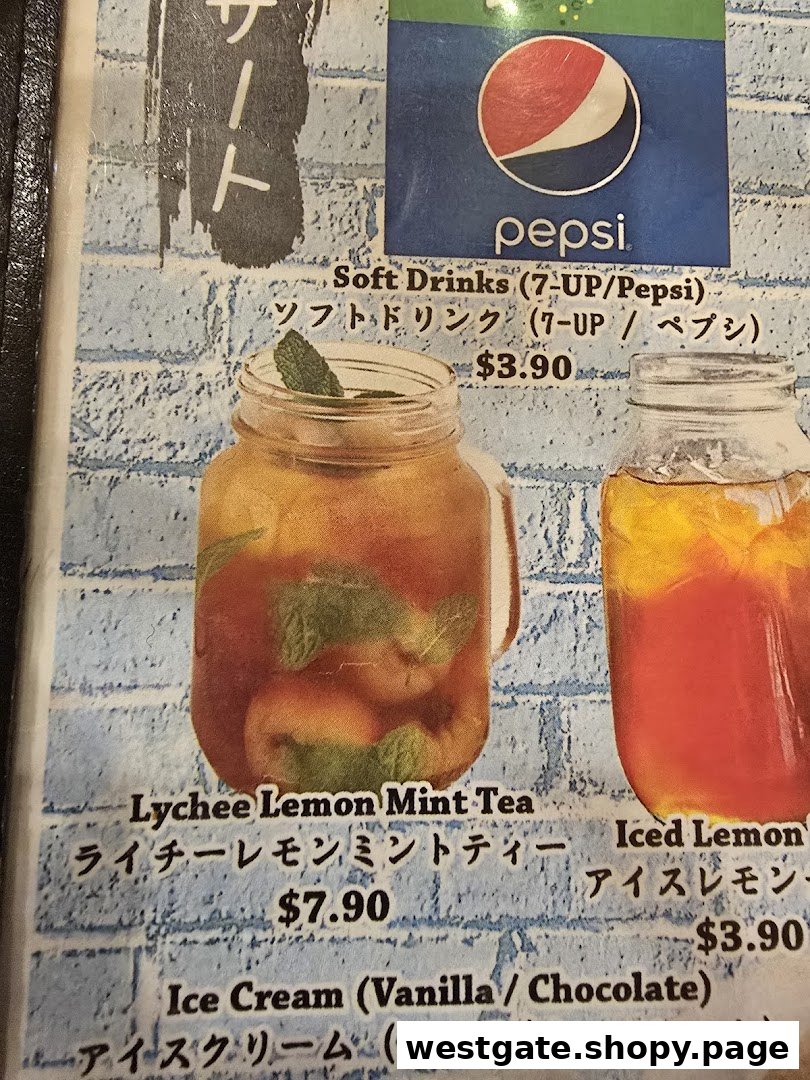 ート
pepsi
Soft Drinks (7-UP/Pepsi)
ソフトドリンク (7-UP / ペプシ)
$3.90
Lychee Lemon Mint Tea
ライチーレモンミントティー
$7.90
Iced Lemon
アイスレモン
$3.90
Ice Cream (Vanilla / Chocolate)
アイスクリーム (
westgate.shopy.page